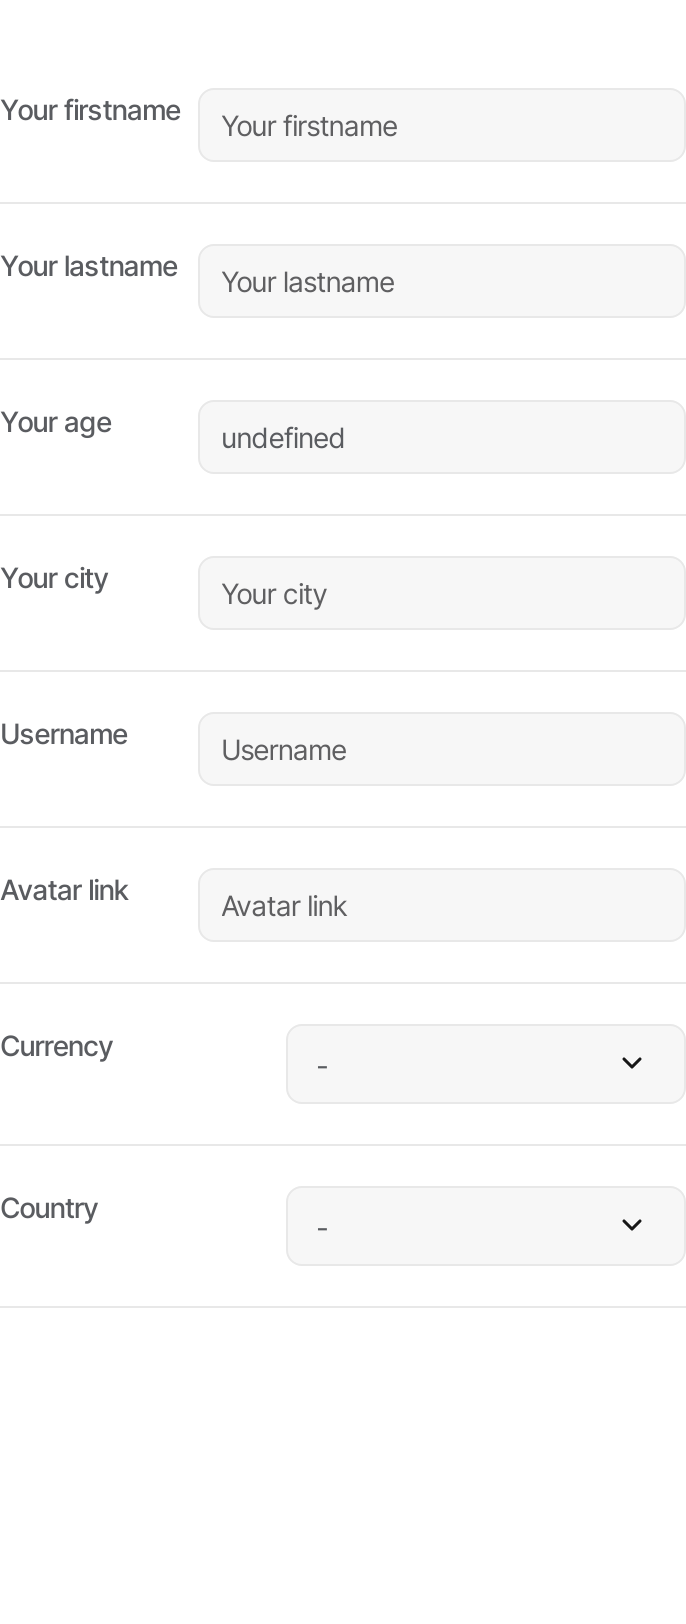 Your firstname
Your firstname
Your lastname
Your lastname
Your age
undefined
Your city
Your city
Username
Username
Avatar link
Avatar link
Currency
-
Country
-